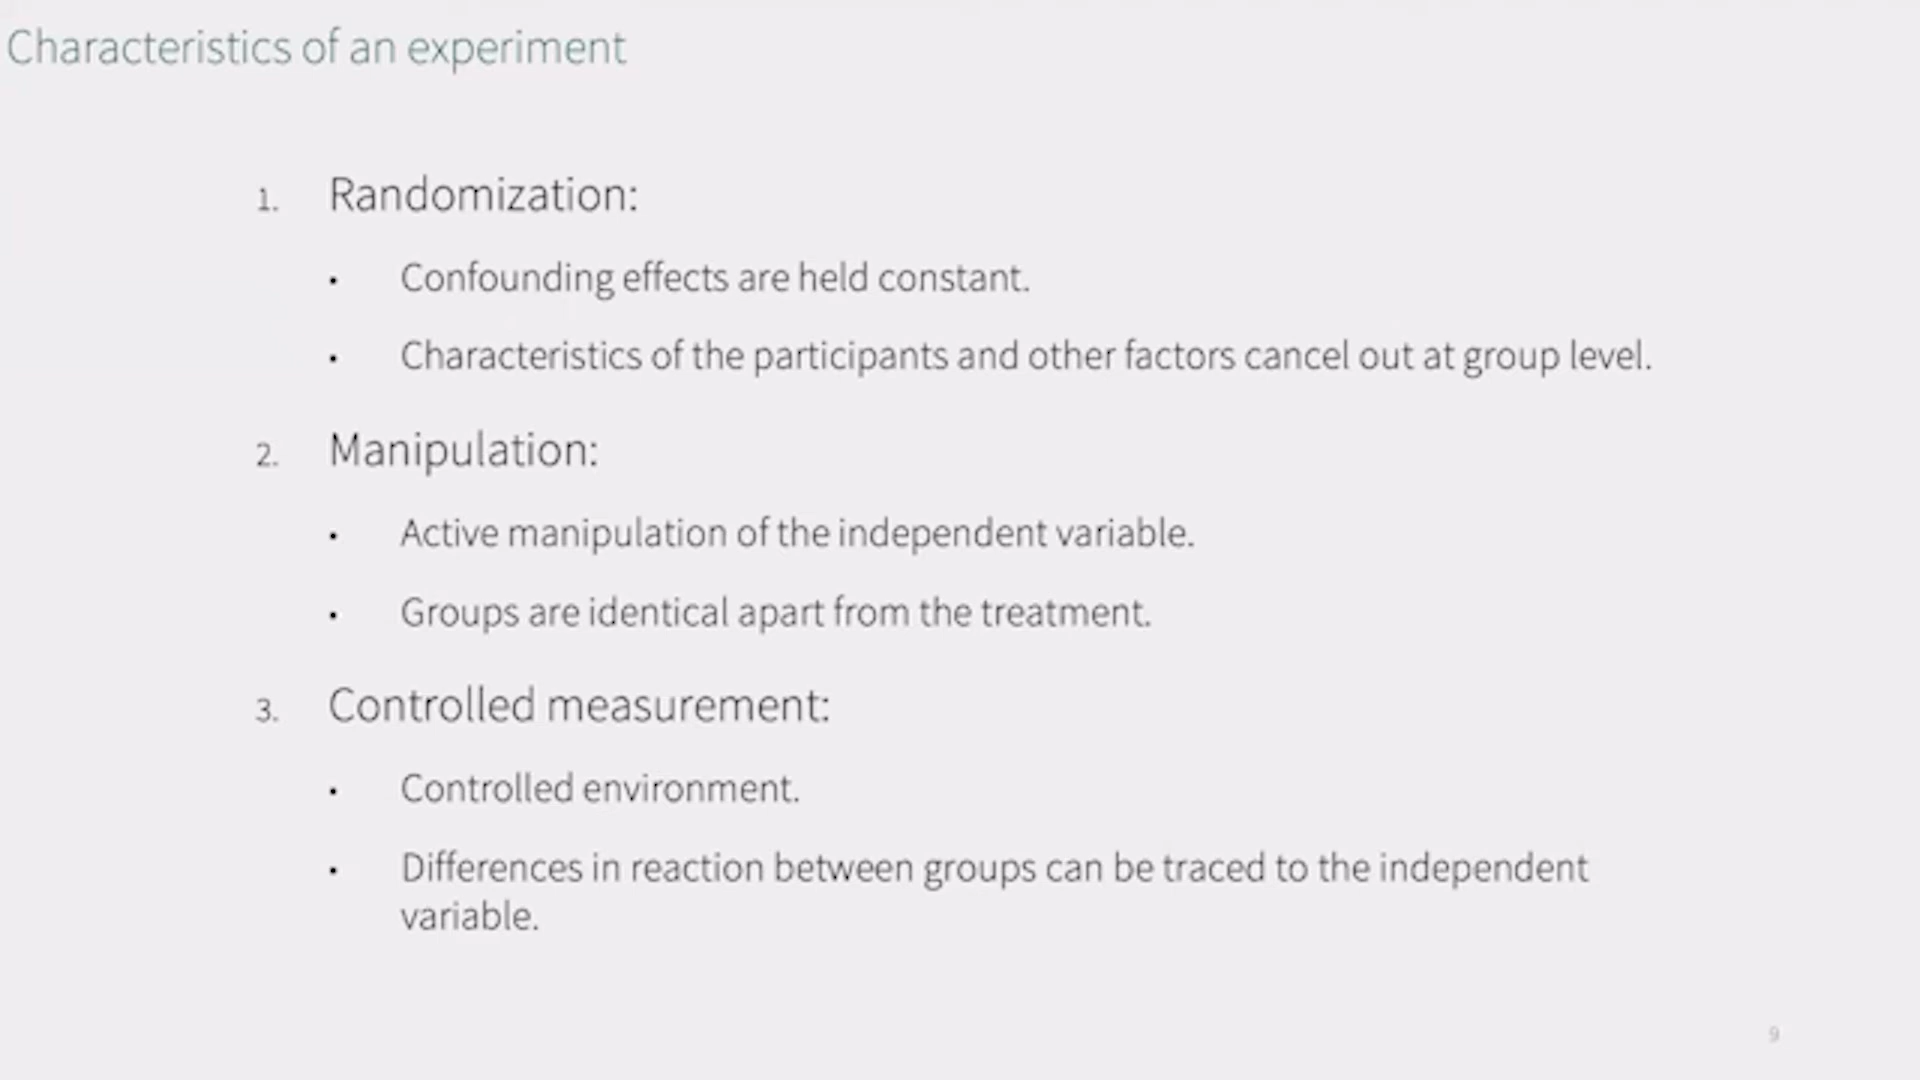 Characteristics of an experiment
1. Randomization:
• Confounding effects are held constant.
• Characteristics of the participants and other factors cancel out at group level.
2. Manipulation:
• Active manipulation of the independent variable.
• Groups are identical apart from the treatment.
3. Controlled measurement:
• Controlled environment.
• Differences in reaction between groups can be traced to the independent
variable.
9